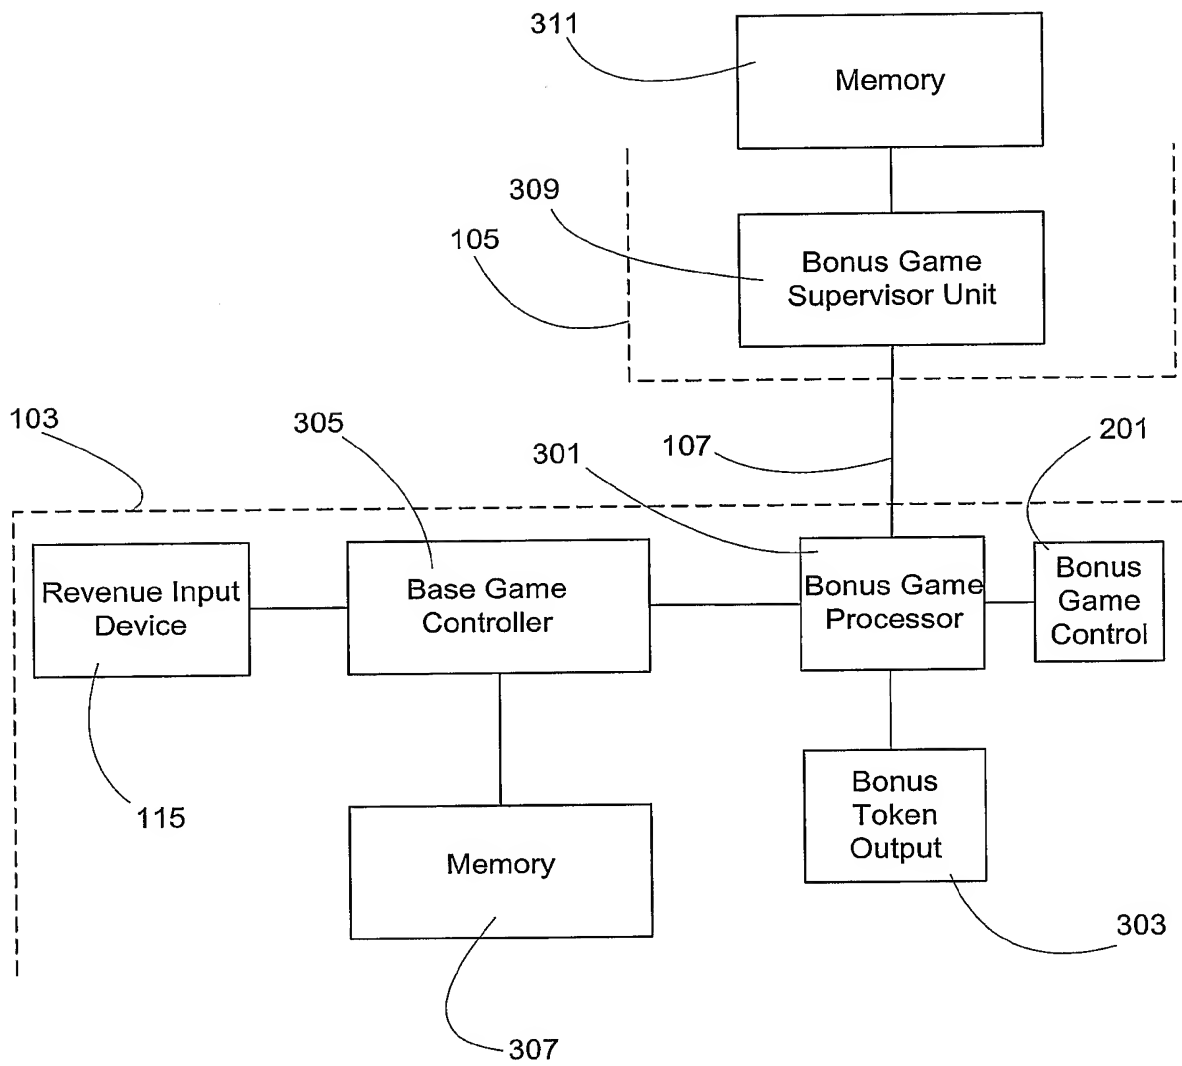 311
Memory
309
105
Bonus Game
Supervisor Unit
103
305
301
107
201
Revenue Input
Device
Base Game
Controller
Bonus Game
Processor
Bonus
Game
Control
115
Memory
Bonus
Token
Output
303
307